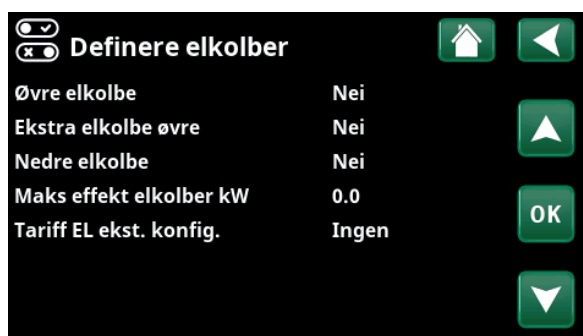 Definere elkolber
Øvre elkolbe Nei
Ekstra elkolbe øvre Nei
Nedre elkolbe Nei
Maks effekt elkolber kW 0.0
Tariff EL ekst. konfig. Ingen
OK